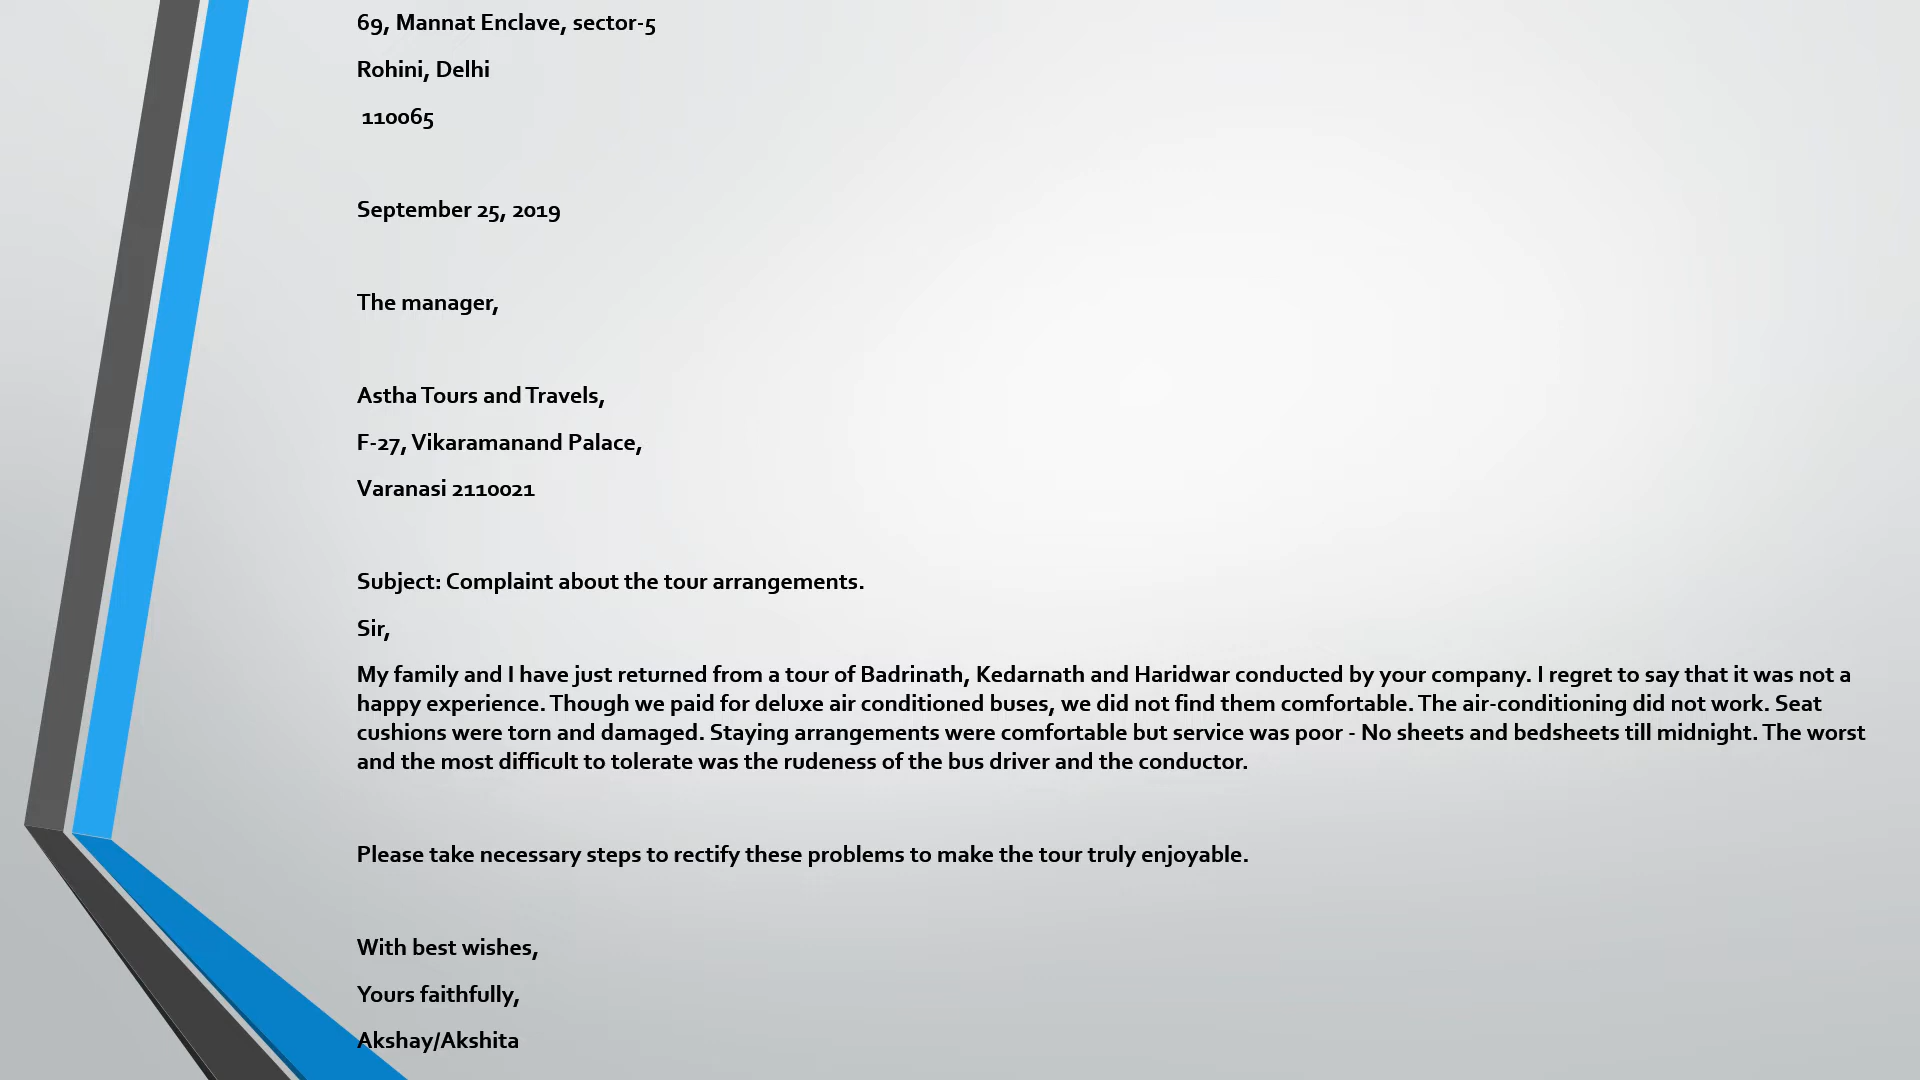 69, Mannat Enclave, sector-5
Rohini, Delhi
110065
September 25, 2019
The manager,
Astha Tours and Travels,
F-27, Vikaramanand Palace,
Varanasi 2110021
Subject: Complaint about the tour arrangements.
Sir,
My family and I have just returned from a tour of Badrinath, Kedarnath and Haridwar conducted by your company. I regret to say that it was not a
happy experience. Though we paid for deluxe air conditioned buses, we did not find them comfortable. The air-conditioning did not work. Seat
cushions were torn and damaged. Staying arrangements were comfortable but service was poor - No sheets and bedsheets till midnight. The worst
and the most difficult to tolerate was the rudeness of the bus driver and the conductor.
Please take necessary steps to rectify these problems to make the tour truly enjoyable.
With best wishes,
Yours faithfully,
Akshay/Akshita